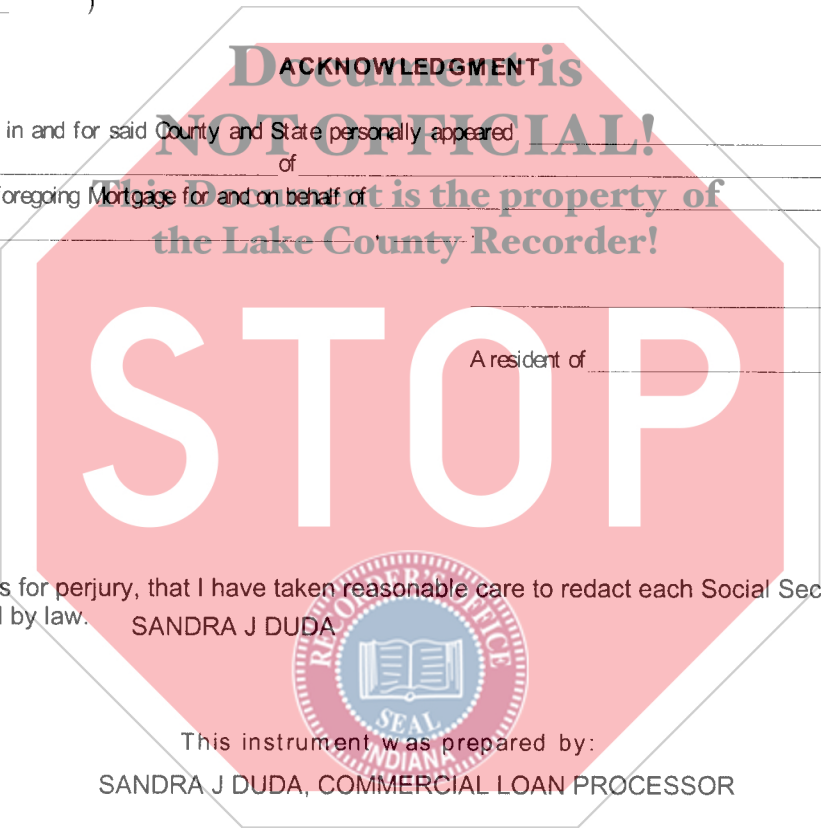 )
ACKNOWLEDGMENT
Document is
in and for said County and State personally appeared
NOT OFFICIAL!
of
oregoing Mortgage for and on behalf of
This Document is the property of
the Lake County Recorder!
STOP
A resident of
s for perjury, that I have taken reasonable care to redact each Social Sec
l by law. SANDRA J DUDA
RECORDER'S OFFICE
SEAL
INDIANA
This instrument was prepared by:
SANDRA J DUDA, COMMERCIAL LOAN PROCESSOR